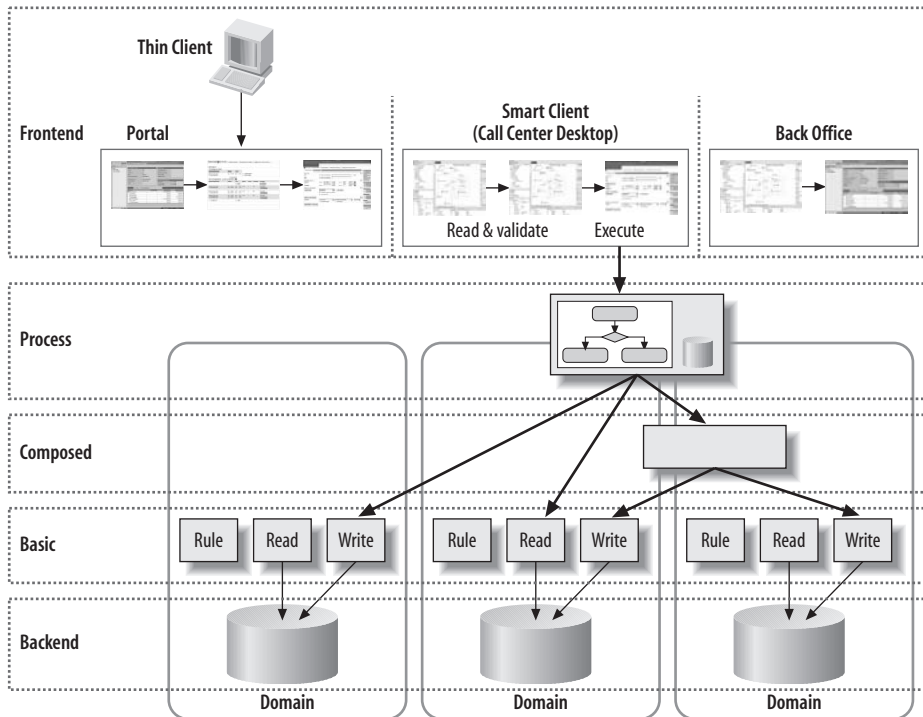 Thin Client
Frontend
Portal
Smart Client
(Call Center Desktop)
Back Office
Read & validate
Execute
Process
Composed
Basic
Rule
Read
Write
Rule
Read
Write
Rule
Read
Write
Backend
Domain
Domain
Domain